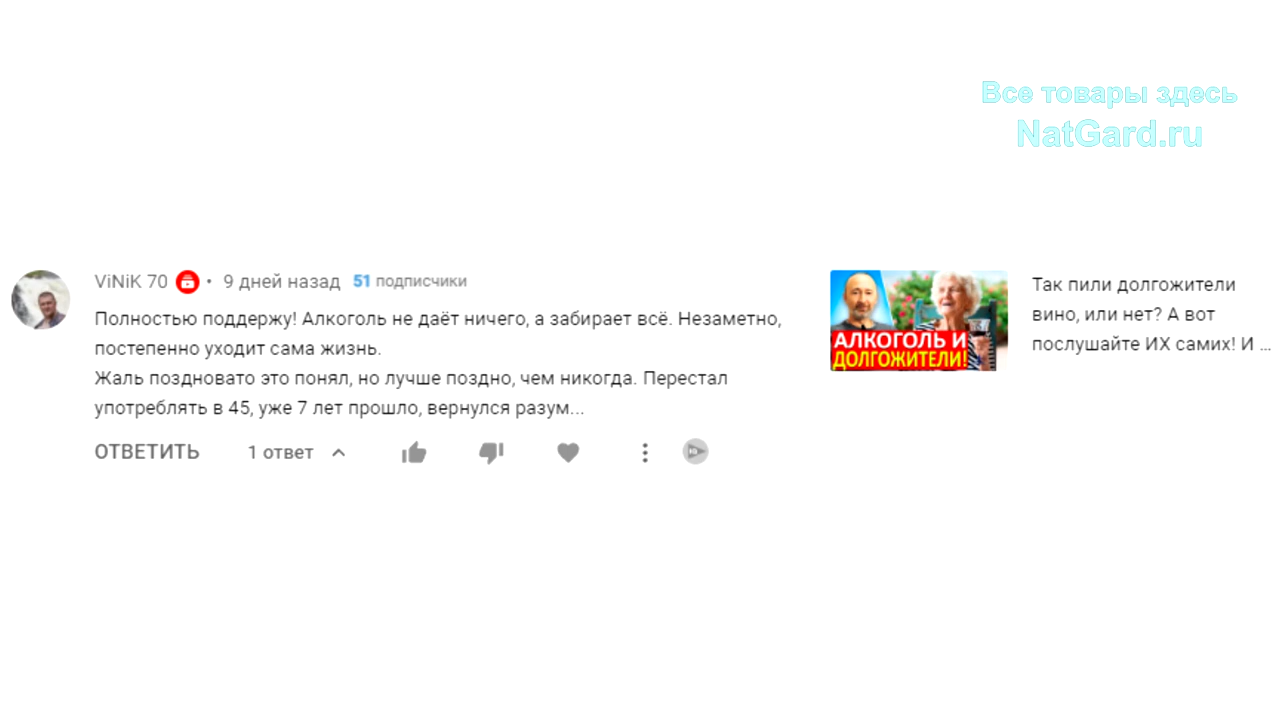 Все товары здесь
NatGard.ru
ViNiK 70 • 9 дней назад 51 подписчики
Полностью поддержу! Алкоголь не даёт ничего, а забирает всё. Незаметно,
постепенно уходит сама жизнь.
Жаль поздновато это понял, но лучше поздно, чем никогда. Перестал
употреблять в 45, уже 7 лет прошло, вернулся разум...
ОТВЕТИТЬ 1 ответ
АЛКОГОЛЬ И
ДОЛГОЖИТЕЛИ!
Так пили долгожители
вино, или нет? А вот
послушайте ИХ самих! И ...